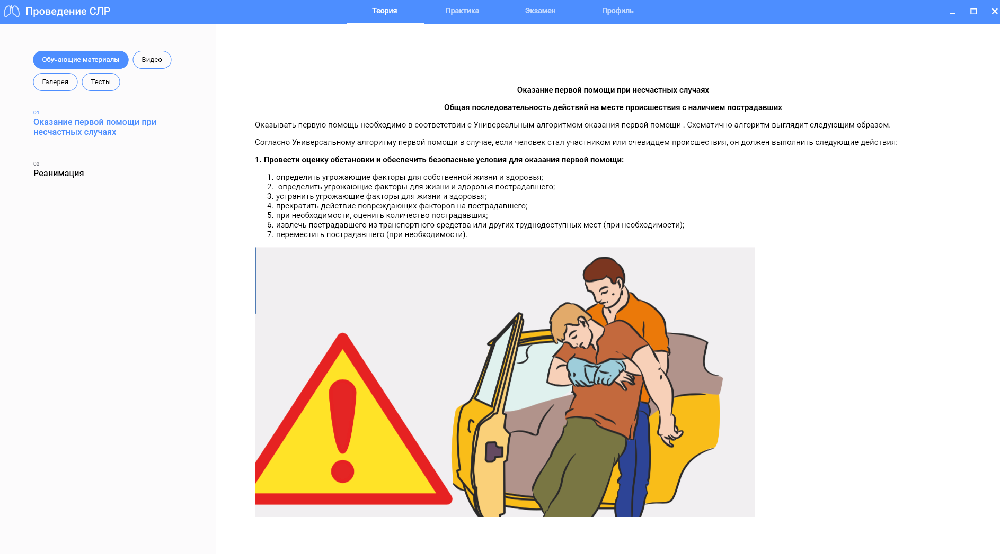 Проведение СЛР
Теория
Практика
Экзамен
Профиль
Обучающие материалы
Видео
Галерея
Тесты
01
Оказание первой помощи при
несчастных случаях
02
Реанимация
Оказание первой помощи при несчастных случаях
Общая последовательность действий на месте происшествия с наличием пострадавших
Оказывать первую помощь необходимо в соответствии с Универсальным алгоритмом оказания первой помощи . Схематично алгоритм выглядит следующим образом.
Согласно Универсальному алгоритму первой помощи в случае, если человек стал участником или очевидцем происшествия, он должен выполнить следующие действия:
1. Провести оценку обстановки и обеспечить безопасные условия для оказания первой помощи:
1. определить угрожающие факторы для собственной жизни и здоровья;
2. определить угрожающие факторы для жизни и здоровья пострадавшего;
3. устранить угрожающие факторы для жизни и здоровья;
4. прекратить действие повреждающих факторов на пострадавшего;
5. при необходимости, оценить количество пострадавших;
6. извлечь пострадавшего из транспортного средства или других труднодоступных мест (при необходимости);
7. переместить пострадавшего (при необходимости).